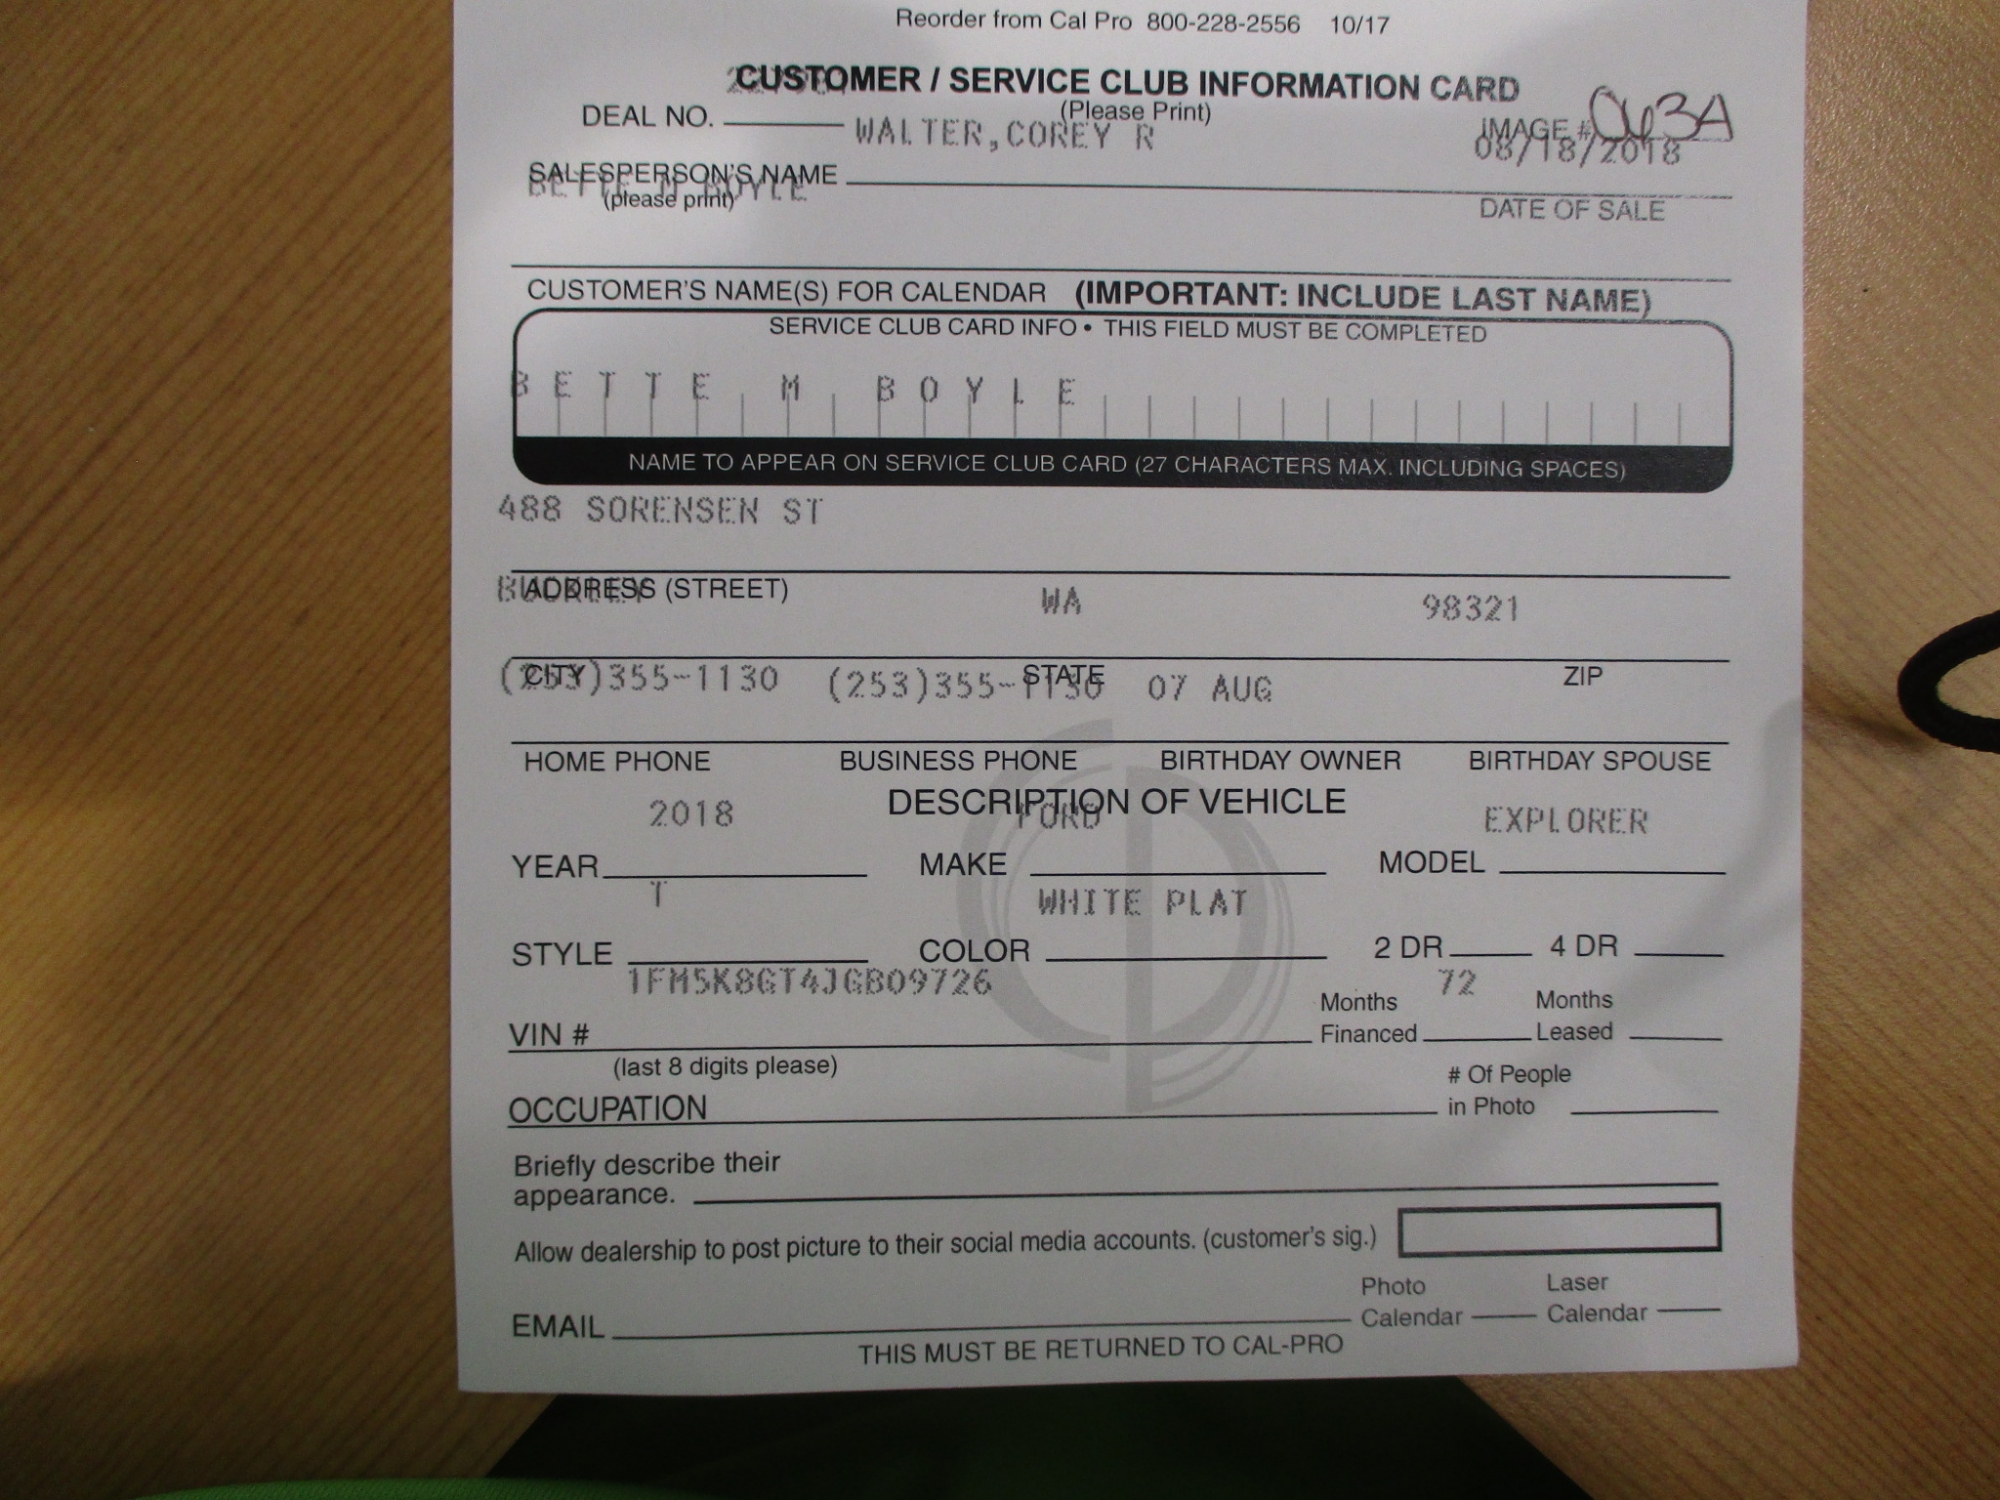 Reorder from Cal Pro 800-228-2556 10/17
CUSTOMER / SERVICE CLUB INFORMATION CARD
(Please Print)
DEAL NO.
WALTER,COREY R
IMAGE # 063A
08/18/2018
SALESPERSON'S NAME
(please print)
BETTE M BOYLE
DATE OF SALE
CUSTOMER'S NAME(S) FOR CALENDAR (IMPORTANT: INCLUDE LAST NAME)
SERVICE CLUB CARD INFO • THIS FIELD MUST BE COMPLETED
BETTE M BOYLE
NAME TO APPEAR ON SERVICE CLUB CARD (27 CHARACTERS MAX. INCLUDING SPACES)
488 SORENSEN ST
ADDRESS (STREET)
BUCKLEY WA 98321
CITY STATE ZIP
(253)355-1130 (253)355-1130 07 AUG
HOME PHONE BUSINESS PHONE BIRTHDAY OWNER BIRTHDAY SPOUSE
DESCRIPTION OF VEHICLE
2018 FORD EXPLORER
YEAR MAKE MODEL
T WHITE PLAT
STYLE COLOR 2 DR 4 DR
1FM5K8GT4JGB09726 72
VIN # Months Financed Months Leased
(last 8 digits please)
OCCUPATION # Of People in Photo
Briefly describe their
appearance.
Allow dealership to post picture to their social media accounts. (customer's sig.)
EMAIL Photo Calendar Laser Calendar
THIS MUST BE RETURNED TO CAL-PRO